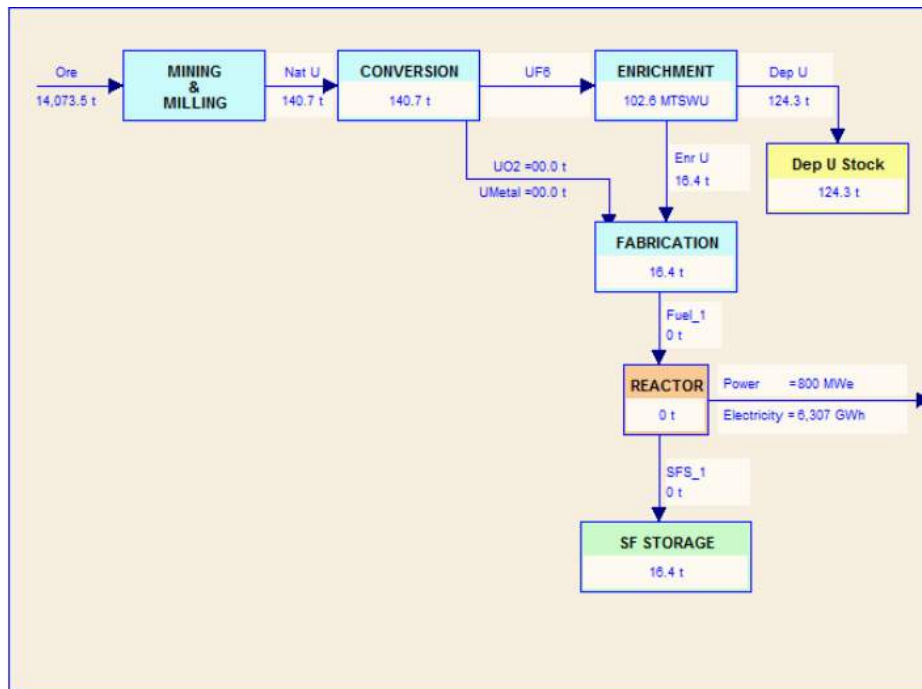 Ore
14,073.5 t
MINING
&
MILLING
Nat U
140.7 t
CONVERSION
140.7 t
UF6
ENRICHMENT
102.6 MTSWU
Dep U
124.3 t
Dep U Stock
124.3 t
UO2 =00.0 t
UMetal =00.0 t
Enr U
16.4 t
FABRICATION
16.4 t
Fuel_1
0 t
REACTOR
0 t
Power =800 MWe
Electricity = 6,307 GWh
SFS_1
0 t
SF STORAGE
16.4 t